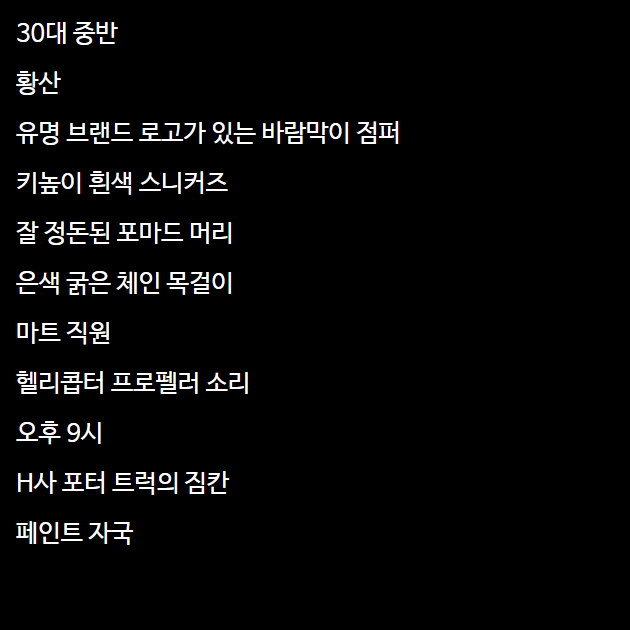 30대 중반
황산
유명 브랜드 로고가 있는 바람막이 점퍼
키높이 흰색 스니커즈
잘 정돈된 포마드 머리
은색 굵은 체인 목걸이
마트 직원
헬리콥터 프로펠러 소리
오후 9시
H사 포터 트럭의 짐칸
페인트 자국